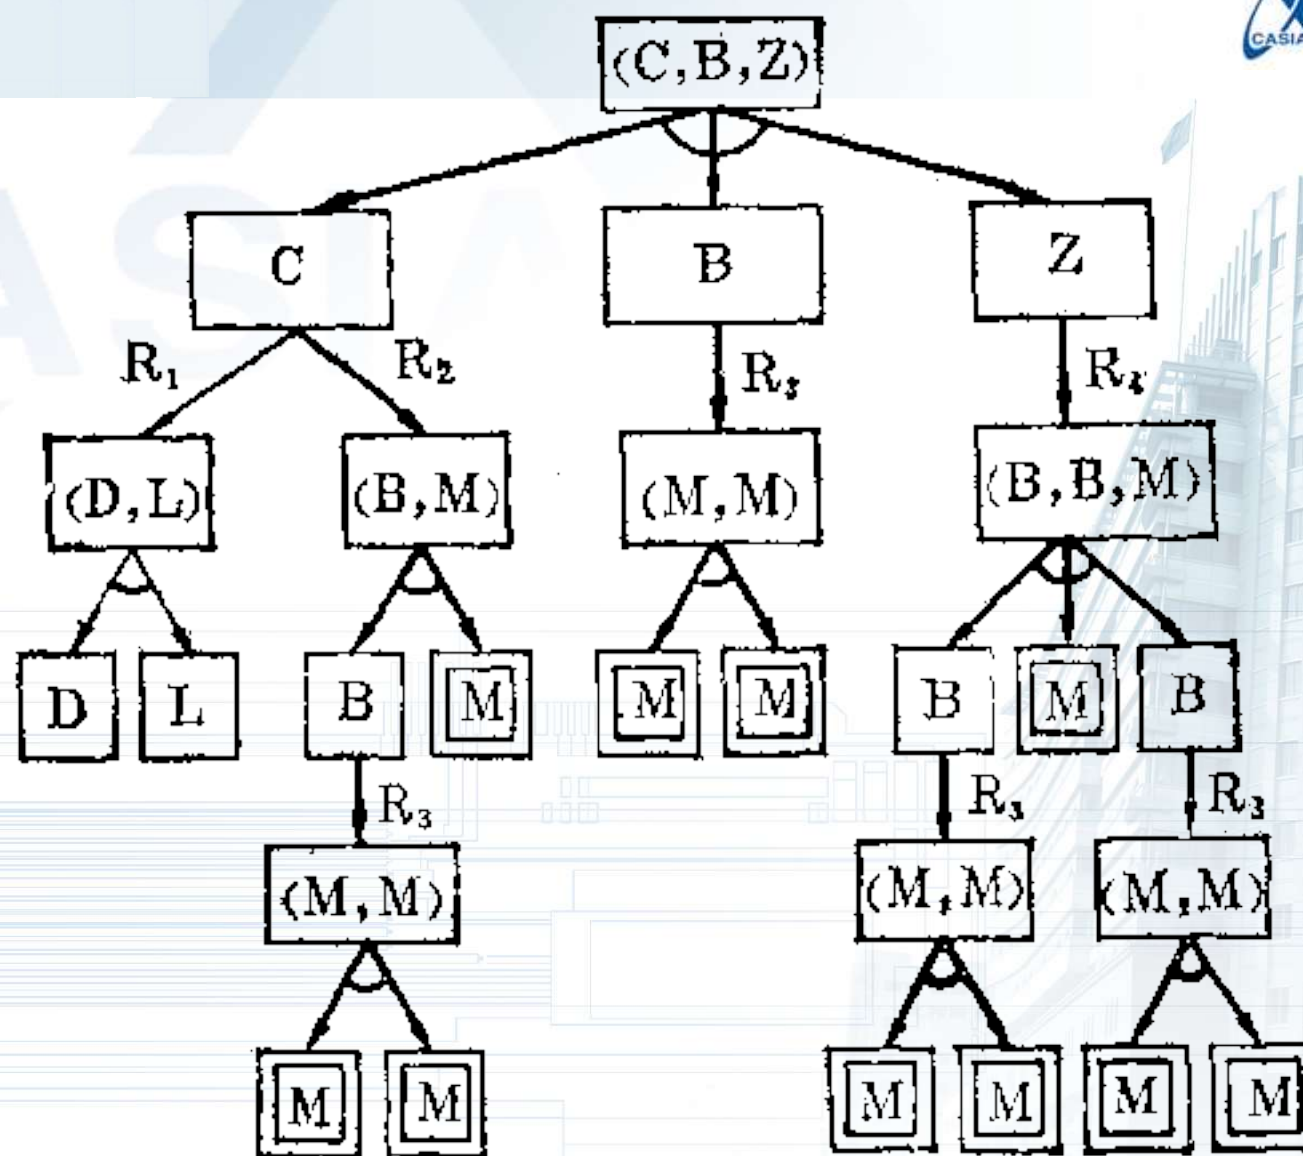 CASIA
(C,B,Z)
C B Z
R₁ R₂ R₃ R₄
(D,L) (B,M) (M,M) (B,B,M)
D L B M M M B M B
R₃ R₃ R₃
(M,M) (M,M) (M,M)
M M M M M M